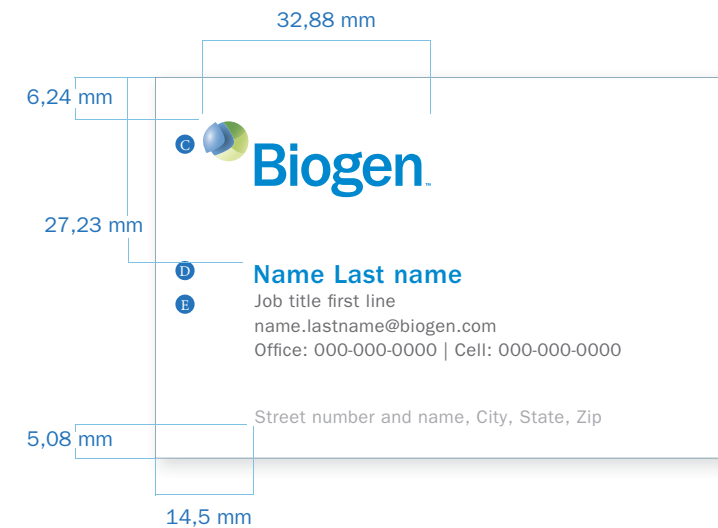 32,88 mm
6,24 mm
C
Biogen™
27,23 mm
D
Name Last name
E
Job title first line
name.lastname@biogen.com
Office: 000-000-0000 | Cell: 000-000-0000
Street number and name, City, State, Zip
5,08 mm
14,5 mm